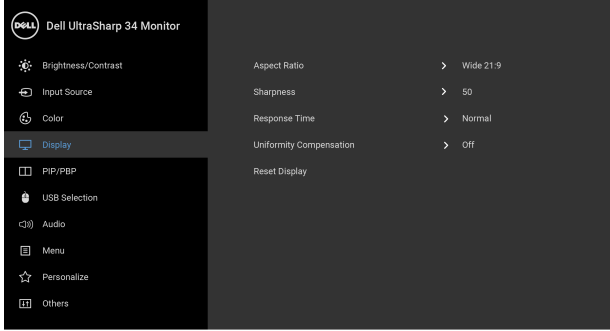 DELL Dell UltraSharp 34 Monitor
Brightness/Contrast
Input Source
Color
Display
PIP/PBP
USB Selection
Audio
Menu
Personalize
Others
Aspect Ratio > Wide 21:9
Sharpness > 50
Response Time > Normal
Uniformity Compensation > Off
Reset Display